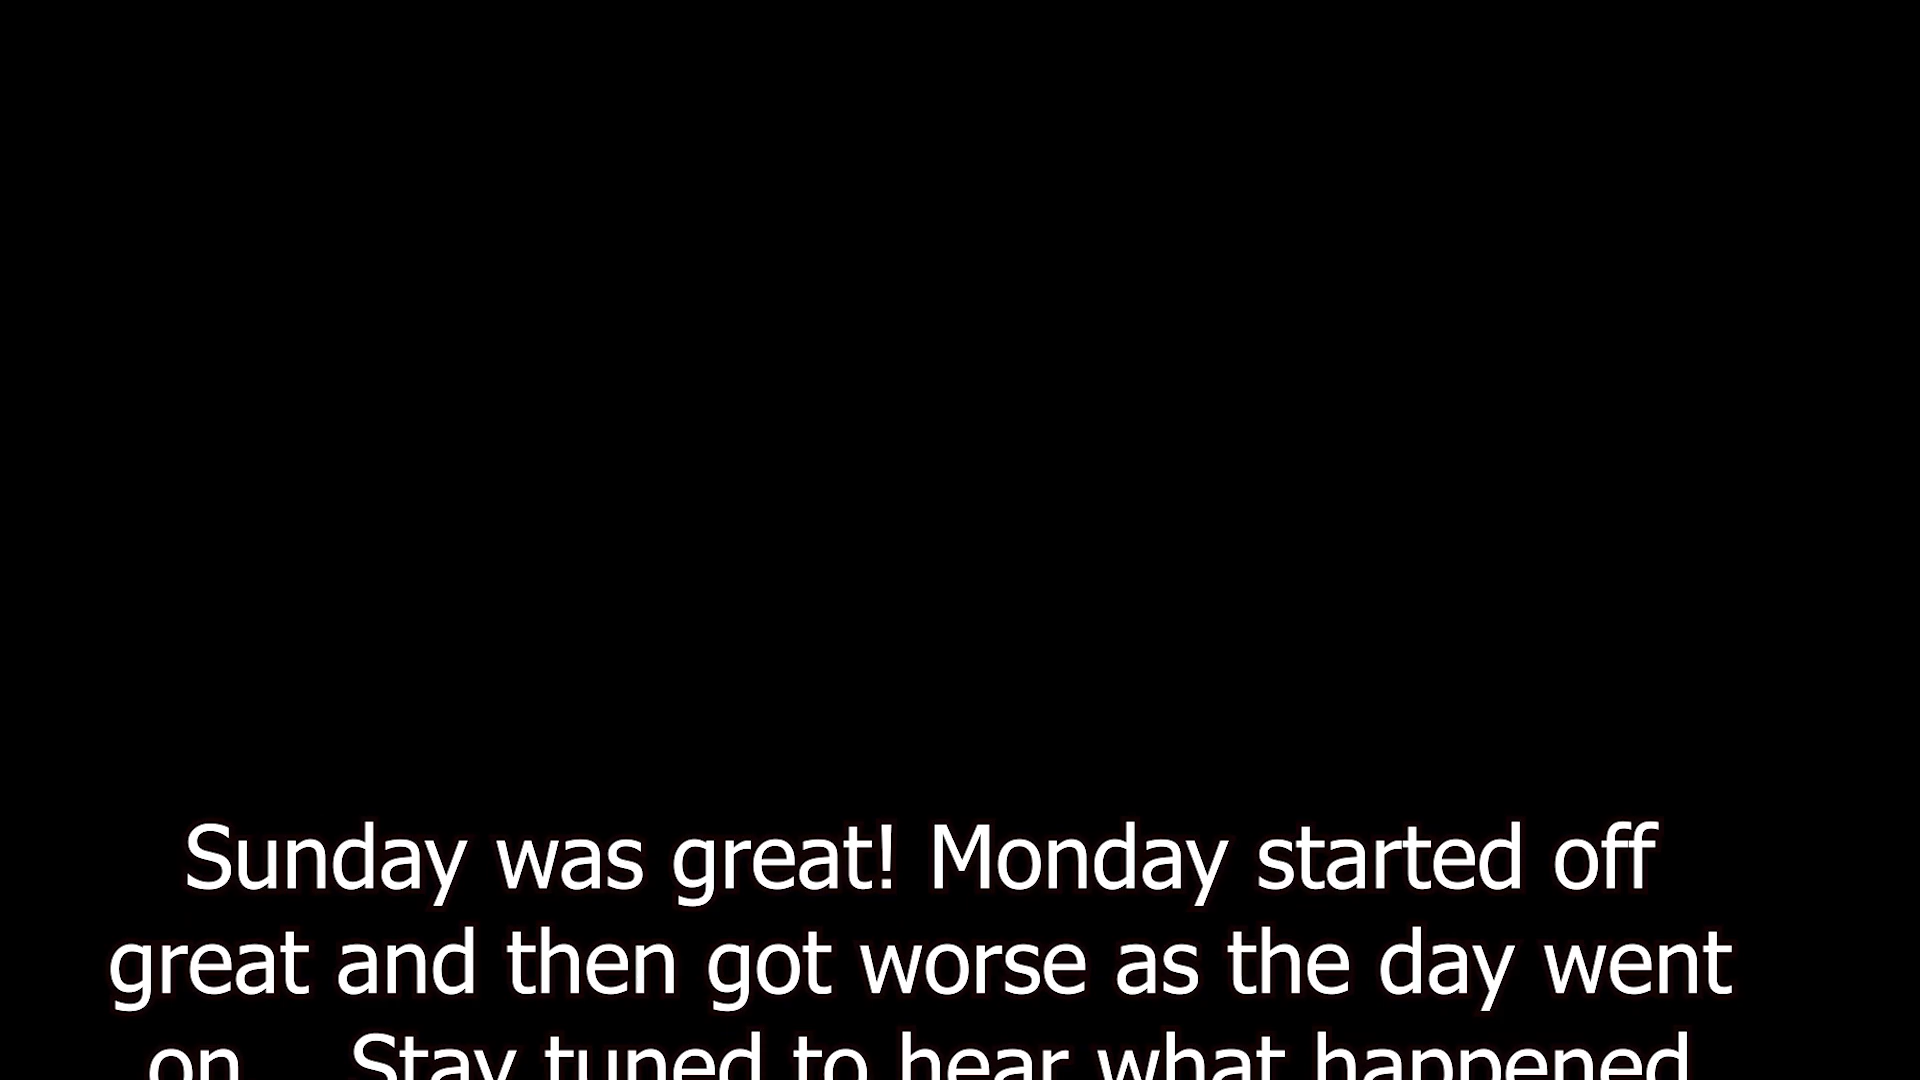 Sunday was great! Monday started off
great and then got worse as the day went
on... Stay tuned to hear what happened